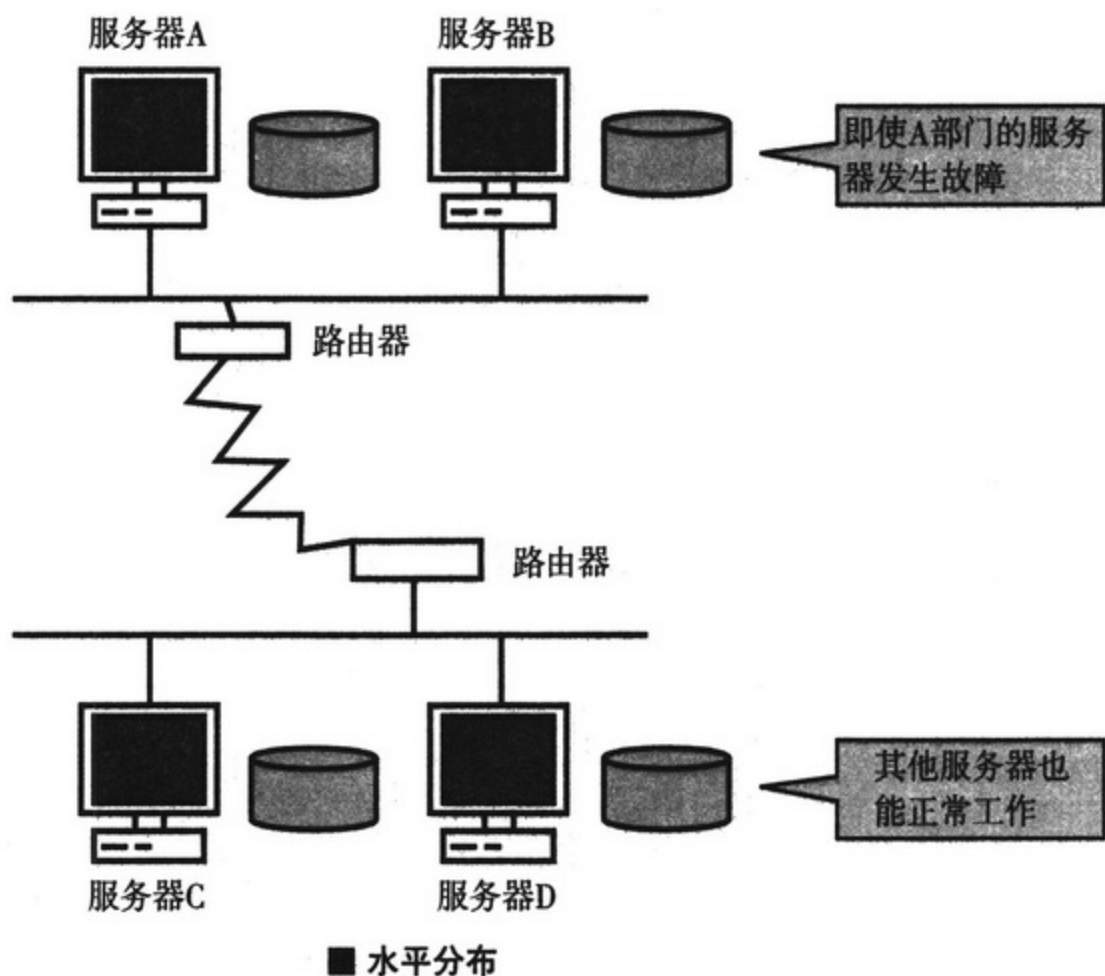 服务器A
服务器B
即使A部门的服务
器发生故障
路由器
路由器
其他服务器也
能正常工作
服务器C
服务器D
■ 水平分布